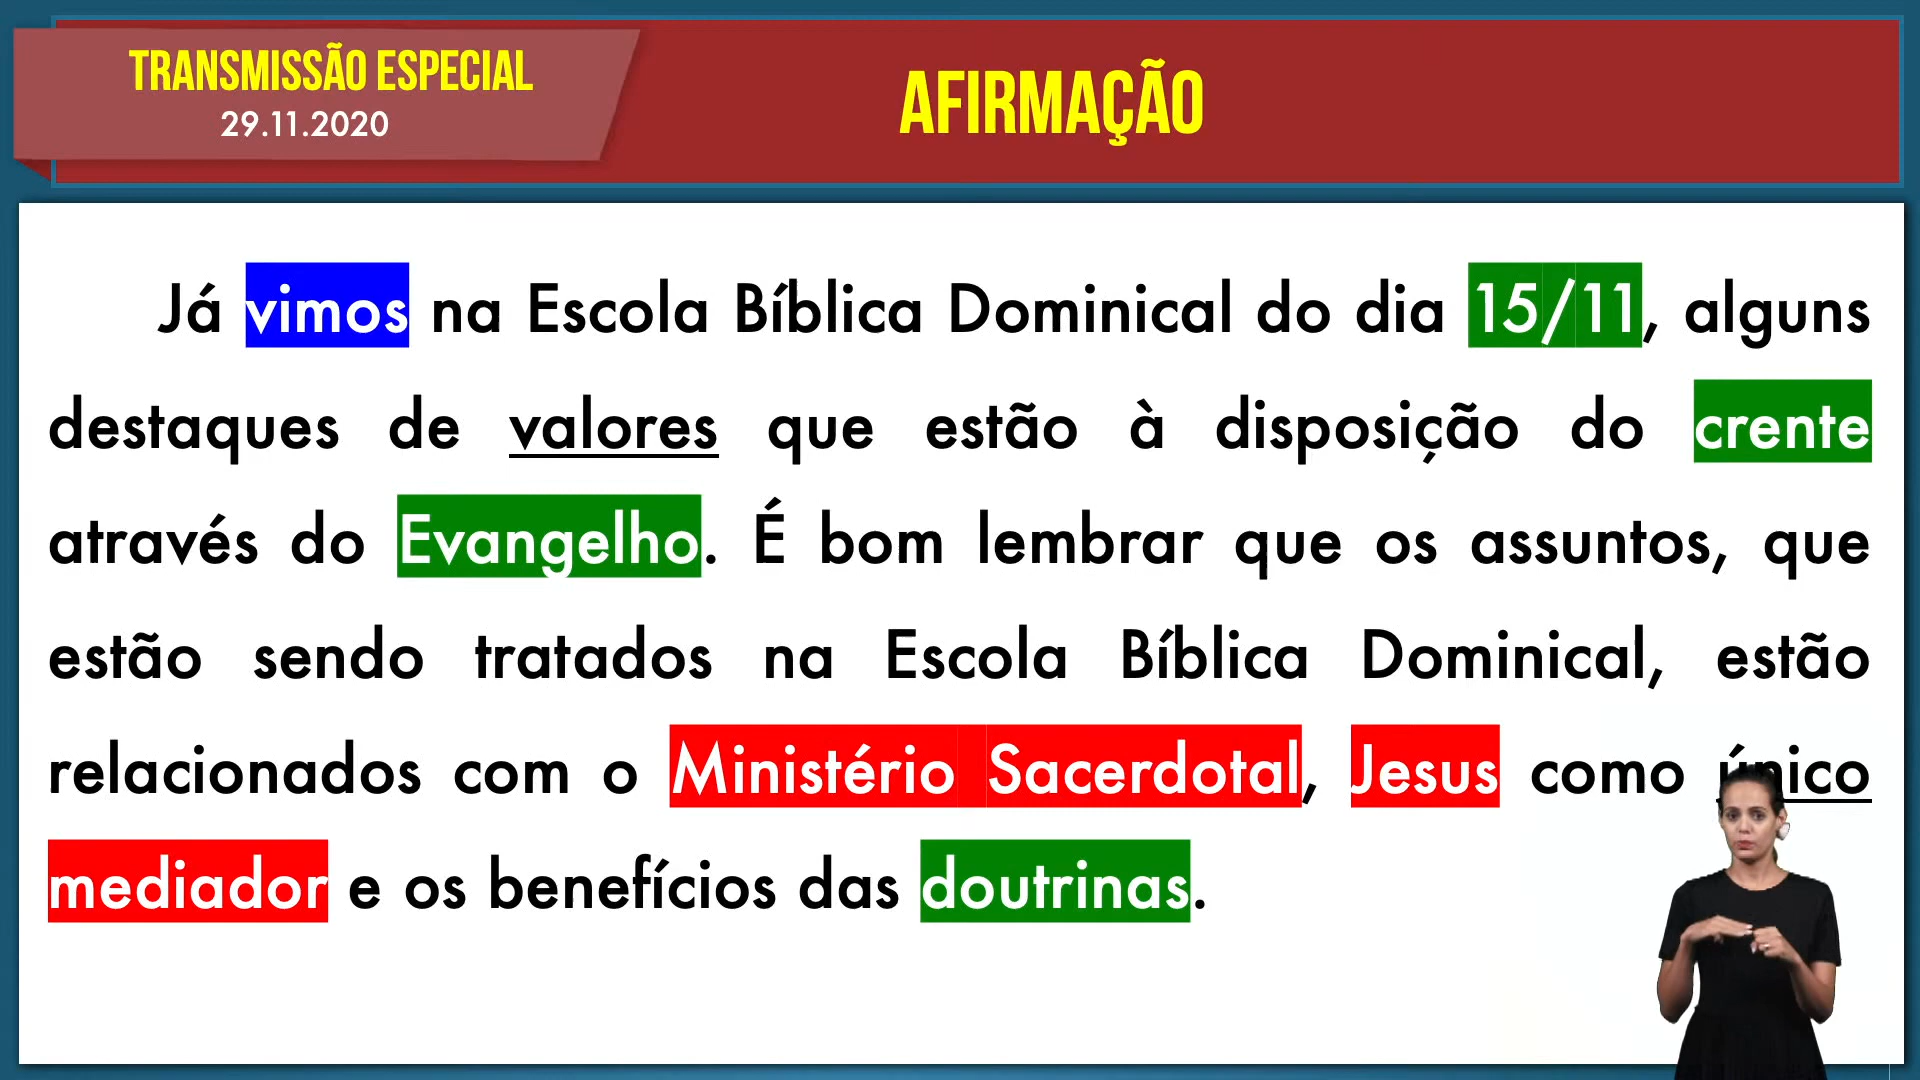 TRANSMISSÃO ESPECIAL
29.11.2020
AFIRMAÇÃO
Já vimos na Escola Bíblica Dominical do dia 15/11, alguns
destaques de valores que estão à disposição do crente
através do Evangelho. É bom lembrar que os assuntos, que
estão sendo tratados na Escola Bíblica Dominical, estão
relacionados com o Ministério Sacerdotal, Jesus como único
mediador e os benefícios das doutrinas.